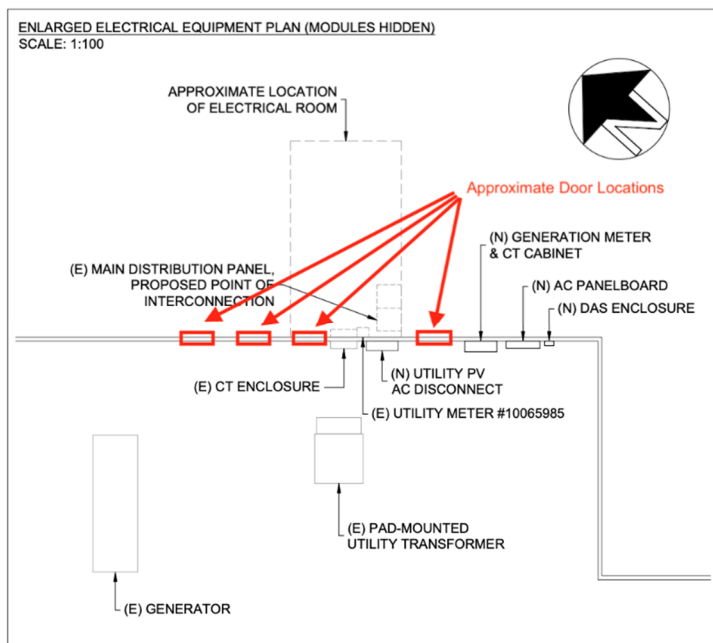 ENLARGED ELECTRICAL EQUIPMENT PLAN (MODULES HIDDEN)
SCALE: 1:100
APPROXIMATE LOCATION
OF ELECTRICAL ROOM
Approximate Door Locations
(E) MAIN DISTRIBUTION PANEL,
PROPOSED POINT OF
INTERCONNECTION
(N) GENERATION METER
& CT CABINET
(N) AC PANELBOARD
(N) DAS ENCLOSURE
(E) CT ENCLOSURE
(N) UTILITY PV
AC DISCONNECT
(E) UTILITY METER #10065985
(E) PAD-MOUNTED
UTILITY TRANSFORMER
(E) GENERATOR